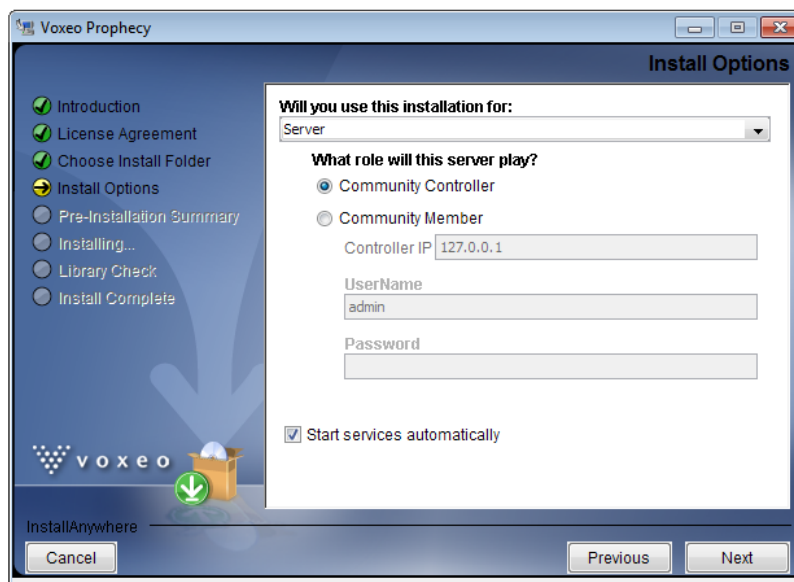 Voxeo Prophecy
Install Options
Introduction
License Agreement
Choose Install Folder
Install Options
Pre-Installation Summary
Installing...
Library Check
Install Complete
Will you use this installation for:
Server
What role will this server play?
Community Controller
Community Member
Controller IP 127.0.0.1
UserName
admin
Password
Start services automatically
voxeo
InstallAnywhere
Cancel
Previous
Next